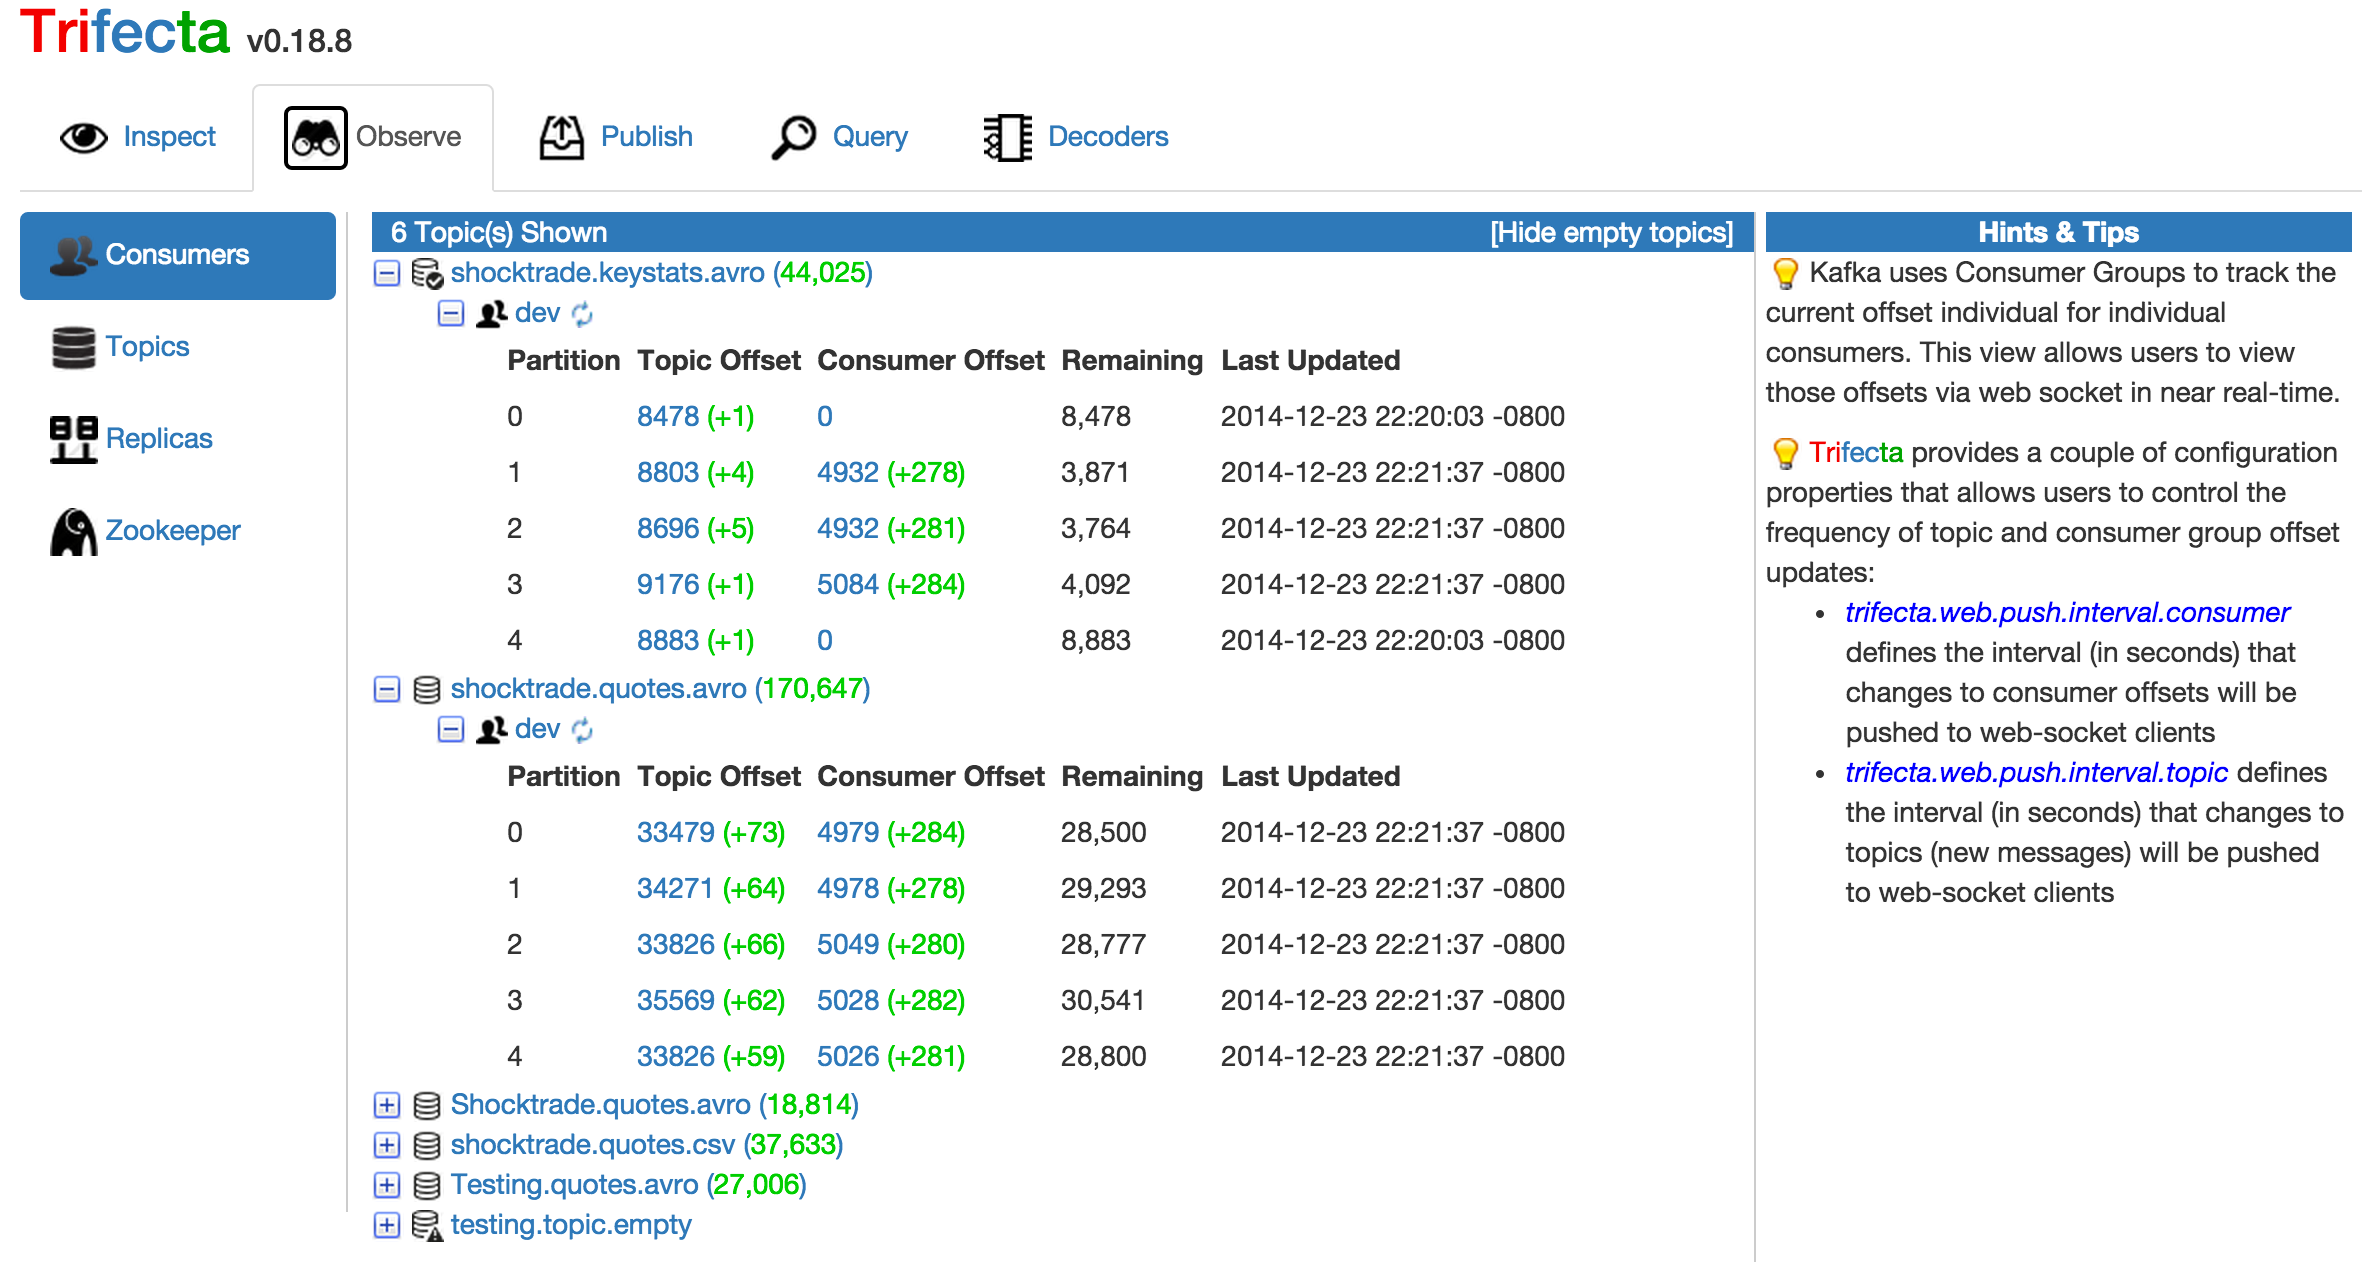 Trifecta v0.18.8
Inspect Observe Publish Query Decoders
Consumers
Topics
Replicas
Zookeeper
6 Topic(s) Shown [Hide empty topics]
shocktrade.keystats.avro (44,025)
dev
Partition Topic Offset Consumer Offset Remaining Last Updated
0 8478 (+1) 0 8,478 2014-12-23 22:20:03 -0800
1 8803 (+4) 4932 (+278) 3,871 2014-12-23 22:21:37 -0800
2 8696 (+5) 4932 (+281) 3,764 2014-12-23 22:21:37 -0800
3 9176 (+1) 5084 (+284) 4,092 2014-12-23 22:21:37 -0800
4 8883 (+1) 0 8,883 2014-12-23 22:20:03 -0800
shocktrade.quotes.avro (170,647)
dev
Partition Topic Offset Consumer Offset Remaining Last Updated
0 33479 (+73) 4979 (+284) 28,500 2014-12-23 22:21:37 -0800
1 34271 (+64) 4978 (+278) 29,293 2014-12-23 22:21:37 -0800
2 33826 (+66) 5049 (+280) 28,777 2014-12-23 22:21:37 -0800
3 35569 (+62) 5028 (+282) 30,541 2014-12-23 22:21:37 -0800
4 33826 (+59) 5026 (+281) 28,800 2014-12-23 22:21:37 -0800
Shocktrade.quotes.avro (18,814)
shocktrade.quotes.csv (37,633)
Testing.quotes.avro (27,006)
testing.topic.empty
Hints & Tips
Kafka uses Consumer Groups to track the
current offset individual for individual
consumers. This view allows users to view
those offsets via web socket in near real-time.
Trifecta provides a couple of configuration
properties that allows users to control the
frequency of topic and consumer group offset
updates:
• trifecta.web.push.interval.consumer
defines the interval (in seconds) that
changes to consumer offsets will be
pushed to web-socket clients
• trifecta.web.push.interval.topic defines
the interval (in seconds) that changes to
topics (new messages) will be pushed
to web-socket clients